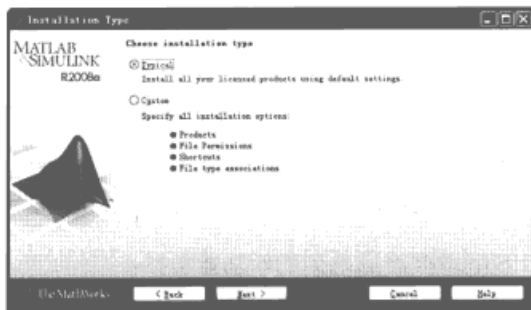 Installation Type
MATLAB
SIMULINK
R2008a
Choose installation type
Typical
Install all your licensed products using default settings.
Custom
Specify all installation options:
Products
File Permissions
Shortcuts
File type associations
The MathWorks
< Back
Next >
Cancel
Help